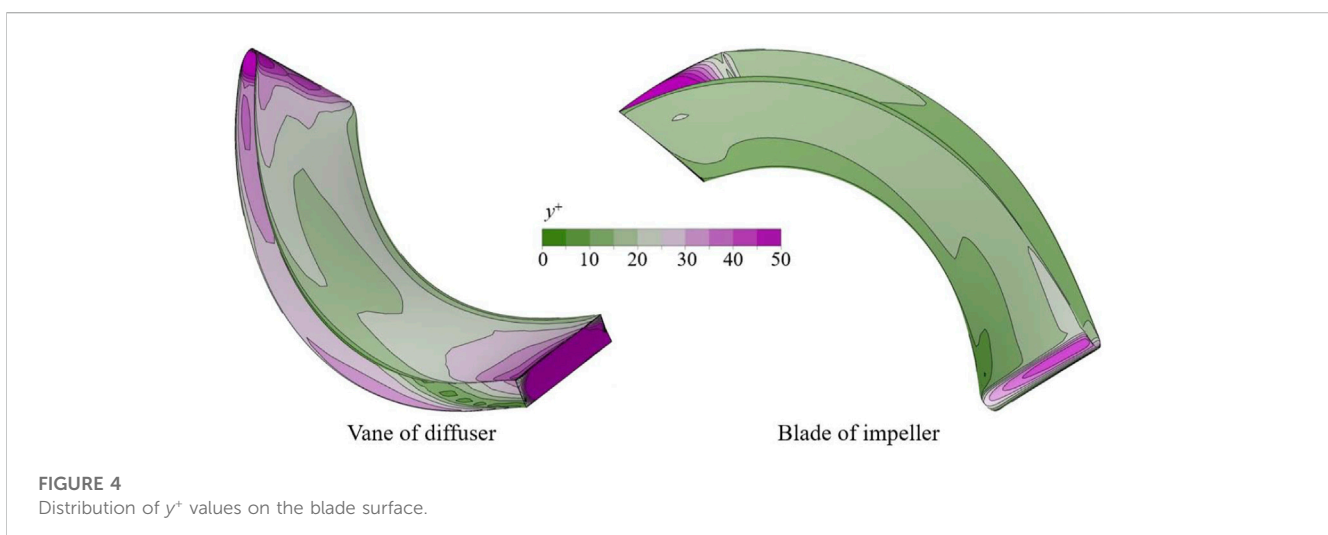 y⁺
0 10 20 30 40 50
Vane of diffuser Blade of impeller
FIGURE 4
Distribution of y⁺ values on the blade surface.